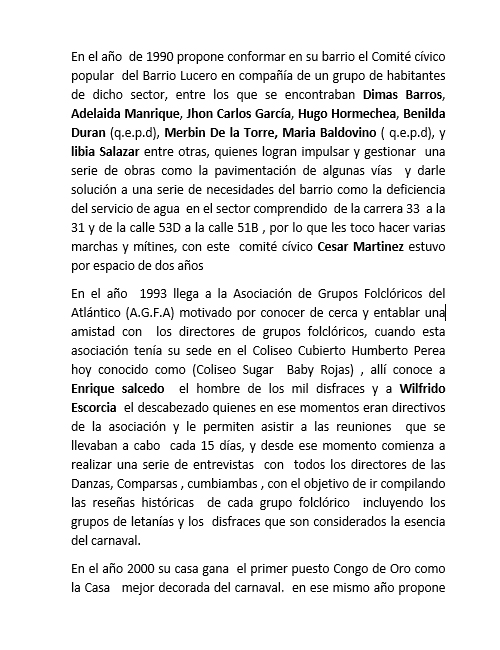 En el año  de 1990 propone conformar en su barrio el Comité cívico
popular  del Barrio Lucero en compañía de un grupo de habitantes
de dicho sector, entre los que se encontraban Dimas Barros,
Adelaida Manrique, Jhon Carlos García, Hugo Hormechea, Benilda
Duran (q.e.p.d), Merbin De la Torre, Maria Baldovino ( q.e.p.d), y
libia Salazar entre otras, quienes logran impulsar y gestionar  una
serie de obras como la pavimentación de algunas vías  y darle
solución a una serie de necesidades del barrio como la deficiencia
del servicio de agua  en el sector comprendido  de la carrera 33  a la
31 y de la calle 53D a la calle 51B , por lo que les toco hacer varias
marchas y mítines, con este  comité cívico Cesar Martinez estuvo
por espacio de dos años
En el año  1993 llega a la Asociación de Grupos Folclóricos del
Atlántico (A.G.F.A) motivado por conocer de cerca y entablar una
amistad con  los directores de grupos folclóricos, cuando esta
asociación tenía su sede en el Coliseo Cubierto Humberto Perea
hoy conocido como (Coliseo Sugar  Baby Rojas) , allí conoce a
Enrique salcedo  el hombre de los mil disfraces y a Wilfrido
Escorcia  el descabezado quienes en ese momentos eran directivos
de la asociación y le permiten asistir a las reuniones  que se
llevaban a cabo  cada 15 días, y desde ese momento comienza a
realizar una serie de entrevistas  con  todos los directores de las
Danzas, Comparsas , cumbiambas , con el objetivo de ir compilando
las reseñas históricas  de cada grupo folclórico  incluyendo los
grupos de letanías y los  disfraces que son considerados la esencia
del carnaval.
En el año 2000 su casa gana  el primer puesto Congo de Oro como
la Casa  mejor decorada del carnaval.  en ese mismo año propone